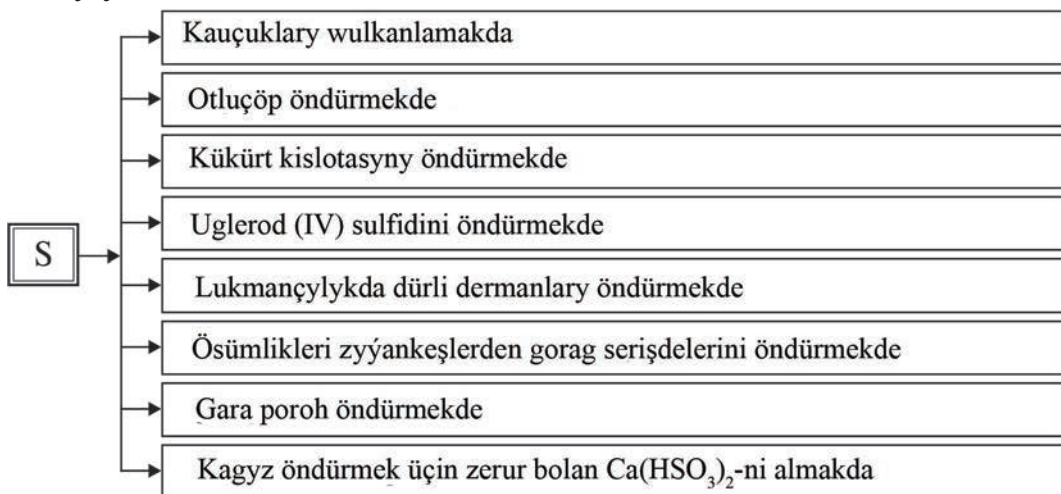 Kauçuklary wulkanlamakda
Otluçöp öndürmekde
Kükürt kislotasyny öndürmekde
Uglerod (IV) sulfidini öndürmekde
S
Lukmançylykda dürli dermanlary öndürmekde
Ösümlikleri zyýankeşlerden gorag serişdelerini öndürmekde
Gara poroh öndürmekde
Kagyz öndürmek üçin zerur bolan Ca(HSO₃)₂-ni almakda